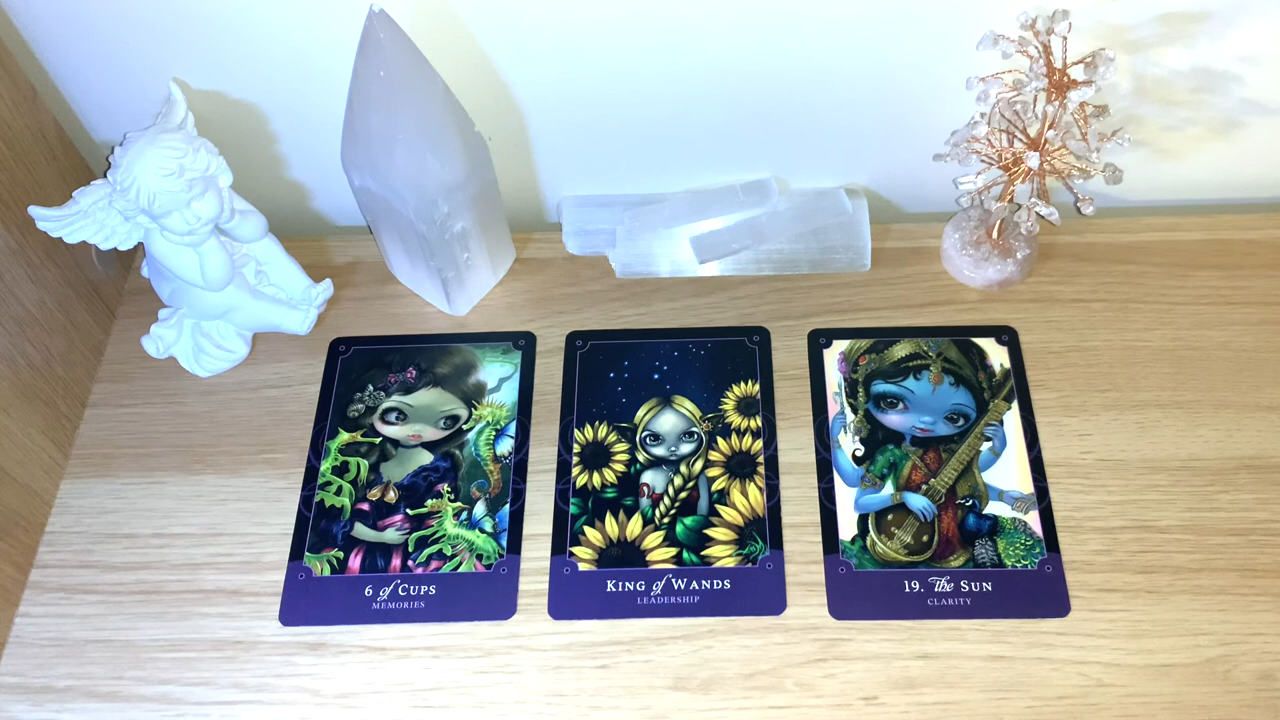 6 of Cups
MEMORIES
King of Wands
LEADERSHIP
19. the Sun
CLARITY